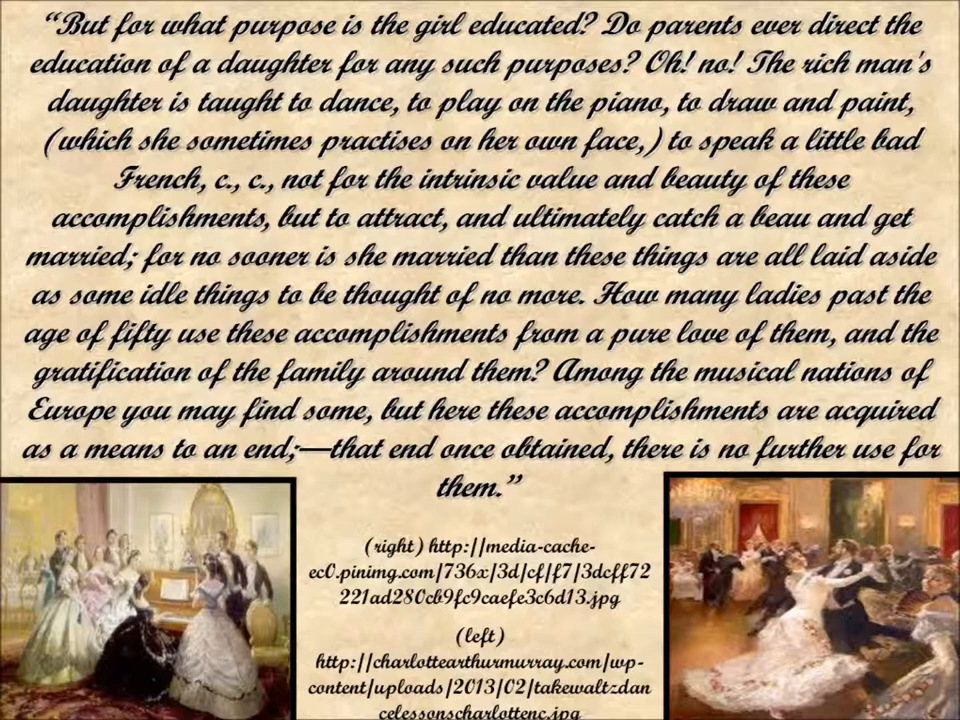 “But for what purpose is the girl educated? Do parents ever direct the
education of a daughter for any such purposes? Oh! no! The rich man's
daughter is taught to dance, to play on the piano, to draw and paint,
(which she sometimes practises on her own face,) to speak a little bad
French, c., c., not for the intrinsic value and beauty of these
accomplishments, but to attract, and ultimately catch a beau and get
married; for no sooner is she married than these things are all laid aside
as some idle things to be thought of no more. How many ladies past the
age of fifty use these accomplishments from a pure love of them, and the
gratification of the family around them? Among the musical nations of
Europe you may find some, but here these accomplishments are acquired
as a means to an end;—that end once obtained, there is no further use for
them.”
(right) http://media-cache-
ec0.pinimg.com/736x/3d/cf/f7/3dcff72
221ad280cb9fc9caefe3c6d13.jpg
(left)
http://charlottearthurmurray.com/wp-
content/uploads/2013/02/takewaltzdan
celessonscharlottenc.jpg